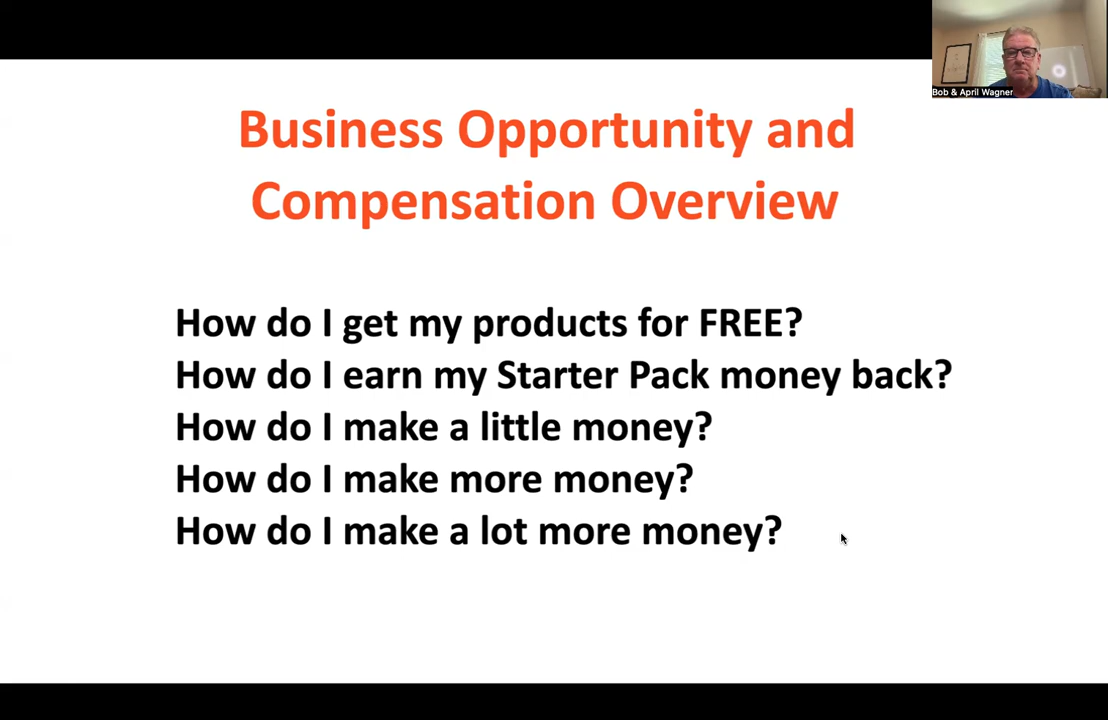 Bob & April Wagner
Business Opportunity and
Compensation Overview
How do I get my products for FREE?
How do I earn my Starter Pack money back?
How do I make a little money?
How do I make more money?
How do I make a lot more money?